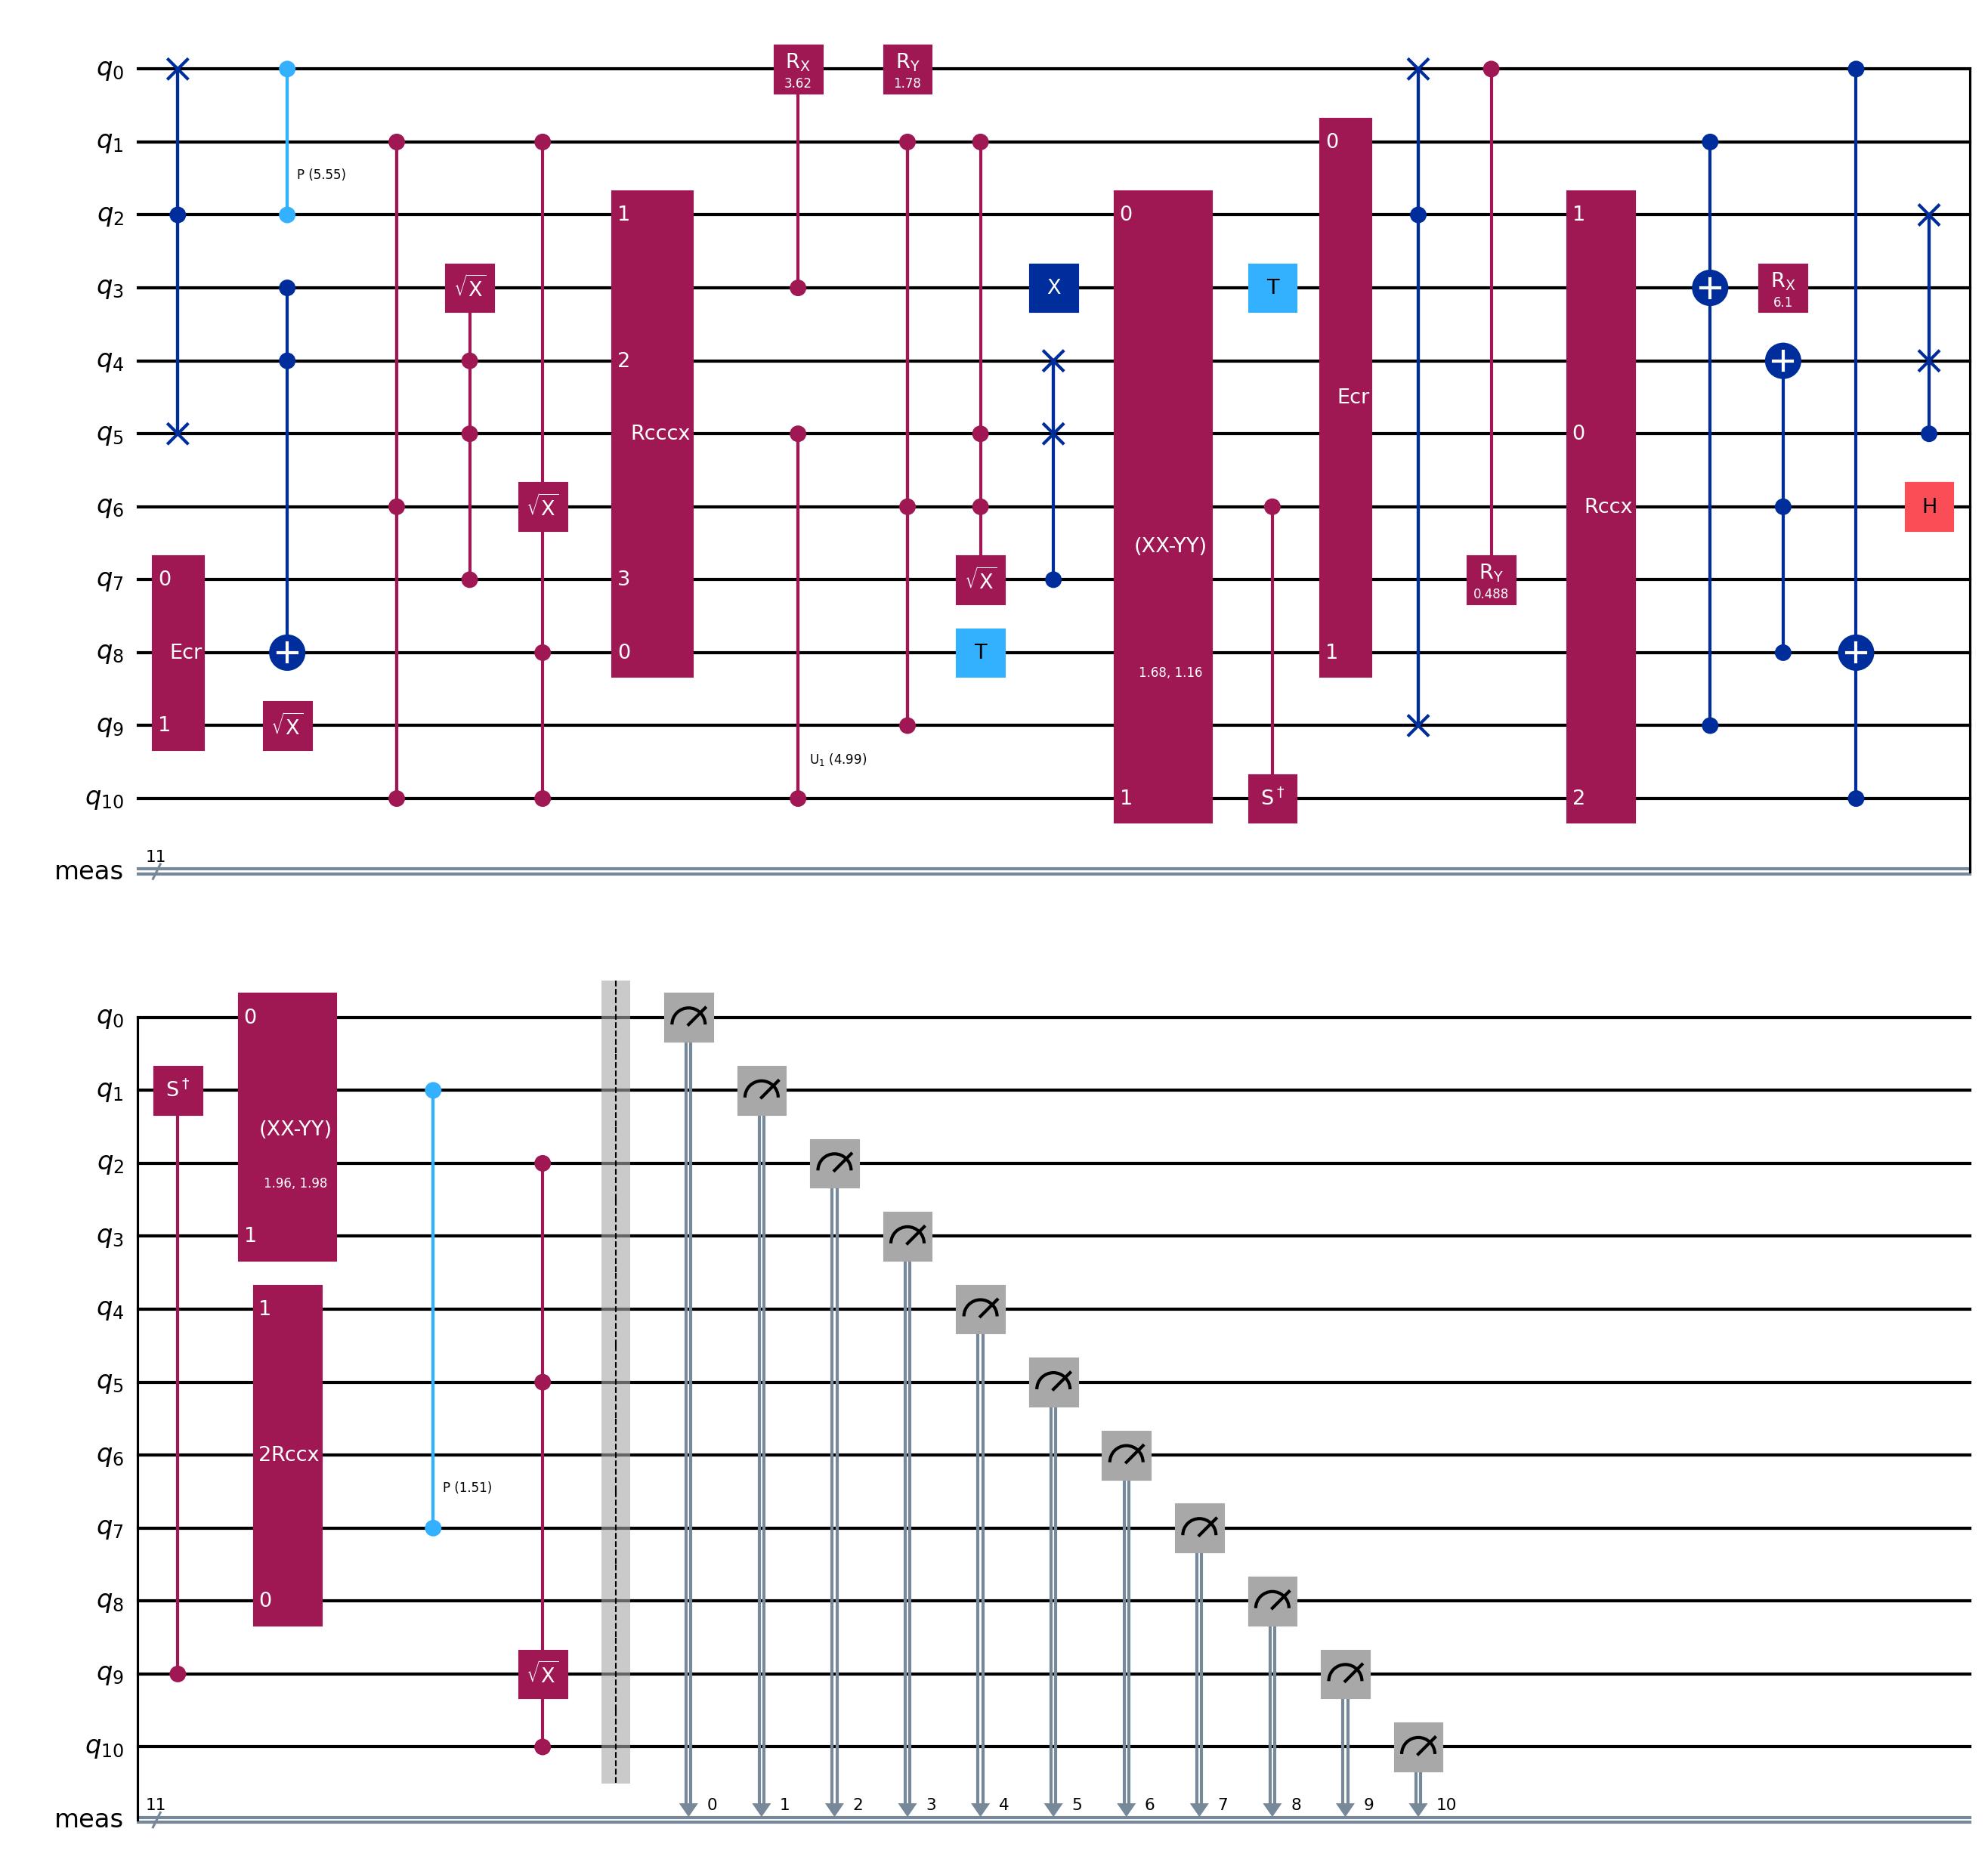 q0 RX 3.62 RY 1.78
q1 0
P (5.55)
q2 1 0 1
q3 √X X T RX 6.1
q4 2
Ecr
q5 Rcccx 0
q6 √X Rccx H
(XX-YY)
q7 0 3 √X RY 0.488
q8 Ecr 0 T 1
1.68, 1.16
q9 1 √X
U1 (4.99)
q10 1 S† 2
11
meas
q0 0
q1 S†
(XX-YY)
q2
1.96, 1.98
q3 1
q4 1
q5
q6 2Rccx
P (1.51)
q7
q8 0
q9 √X
q10
11 0 1 2 3 4 5 6 7 8 9 10
meas